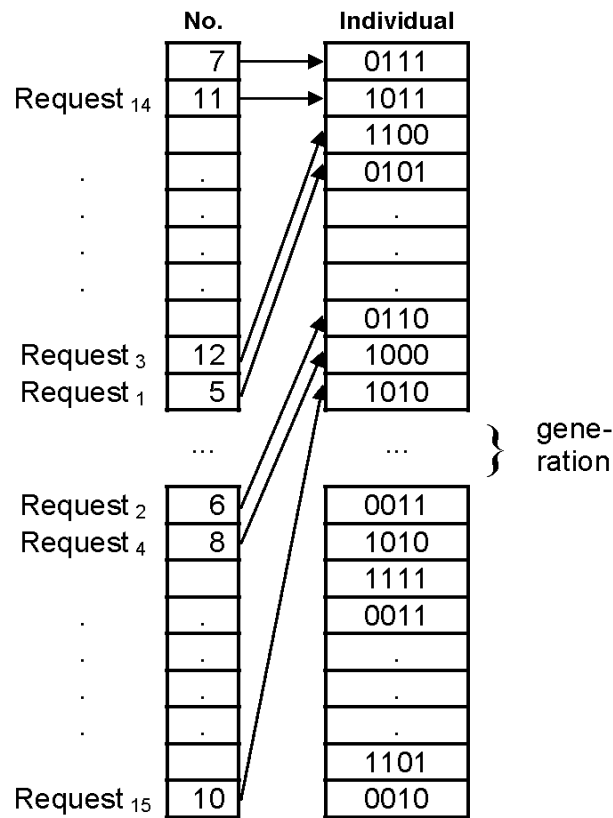 No. Individual
7 0111
Request 14 11 1011
1100
. . 0101
. .
. . .
. . .
0110
Request 3 12 1000
Request 1 5 1010
... ... } gene-
ration
Request 2 6 0011
Request 4 8 1010
1111
. . 0011
. . .
. . .
. . .
1101
Request 15 10 0010